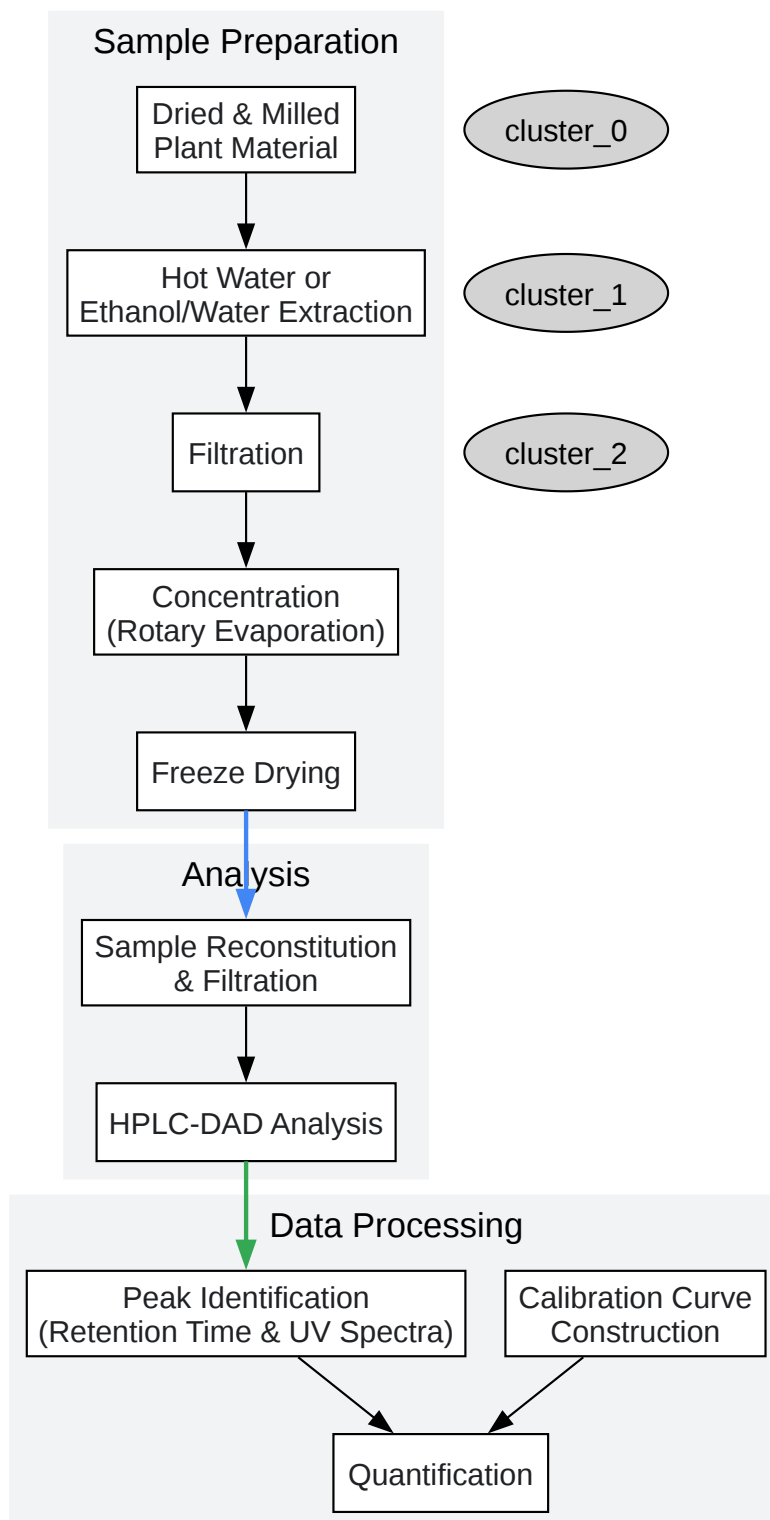 Sample Preparation
Dried & Milled
Plant Material
cluster_0
Hot Water or
Ethanol/Water Extraction
cluster_1
Filtration
cluster_2
Concentration
(Rotary Evaporation)
Freeze Drying
Analysis
Sample Reconstitution
& Filtration
HPLC-DAD Analysis
Data Processing
Peak Identification
(Retention Time & UV Spectra)
Calibration Curve
Construction
Quantification